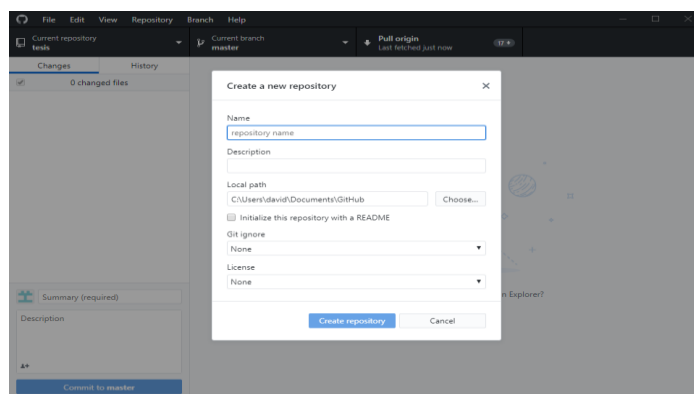 File Edit View Repository Branch Help
Current repository
tesis
Current branch
master
Pull origin
Last fetched just now
17
Changes History
0 changed files
Create a new repository
Name
repository name
Description
Local path
C:\Users\david\Documents\GitHub
Choose...
Initialize this repository with a README
Git ignore
None
License
None
Create repository
Cancel
n Explorer?
Summary (required)
Description
Commit to master